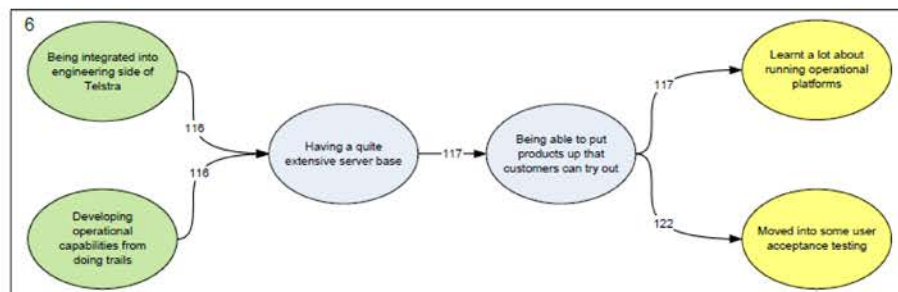 6
Being integrated into
engineering side of
Telstra
Developing
operational
capabilities from
doing trails
116
116
Having a quite
extensive server base
117
Being able to put
products up that
customers can try out
117
122
Learnt a lot about
running operational
platforms
Moved into some user
acceptance testing